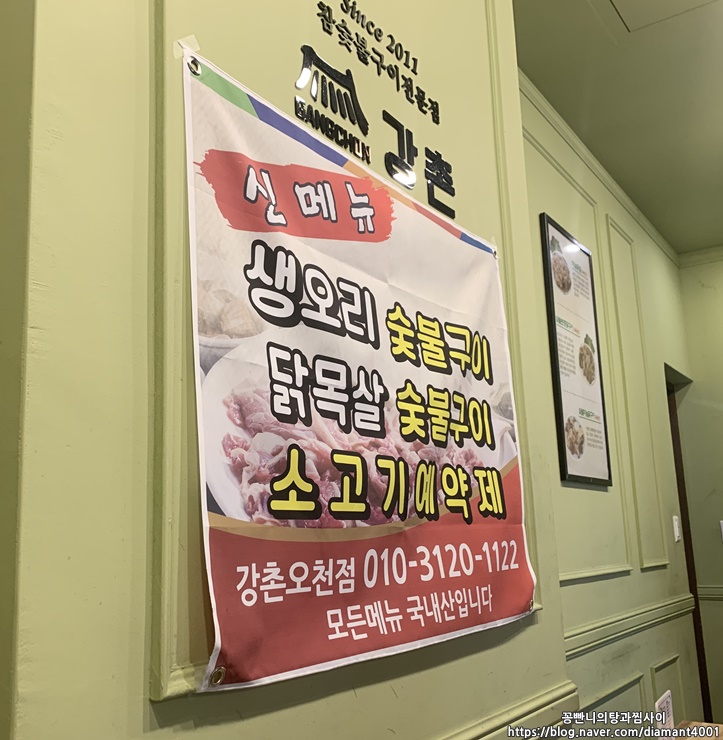 Since 2011
참숯불구이전문점
GANGCHON
강촌
신메뉴
생오리 숯불구이
닭목살 숯불구이
소고기예약제
강촌오천점 010-3120-1122
모든메뉴 국내산입니다
꽁빤니의탕과찜사이
https://blog.naver.com/diamant4001